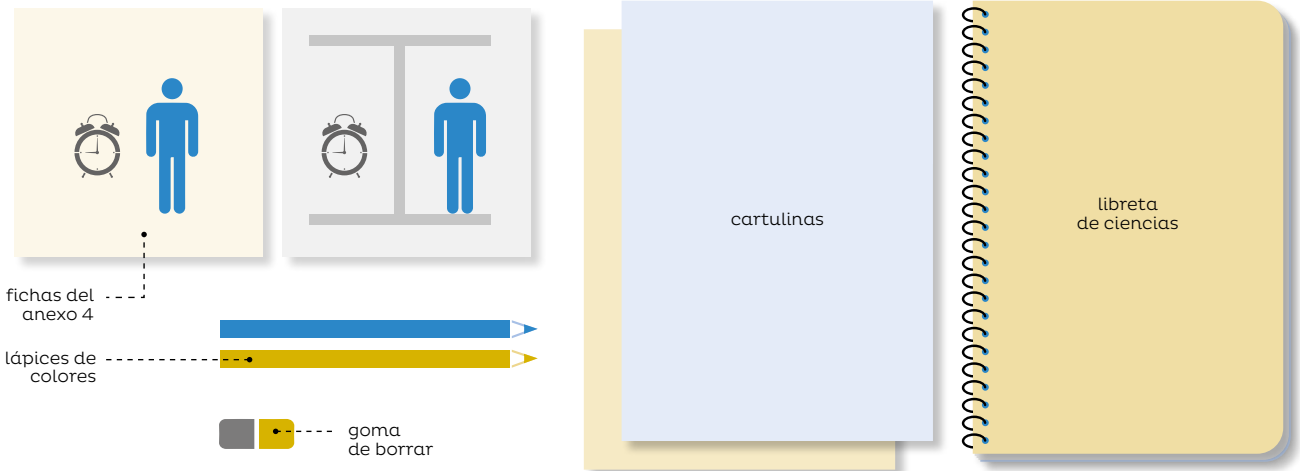 fichas del
anexo 4
lápices de
colores
goma
de borrar
cartulinas
libreta
de ciencias